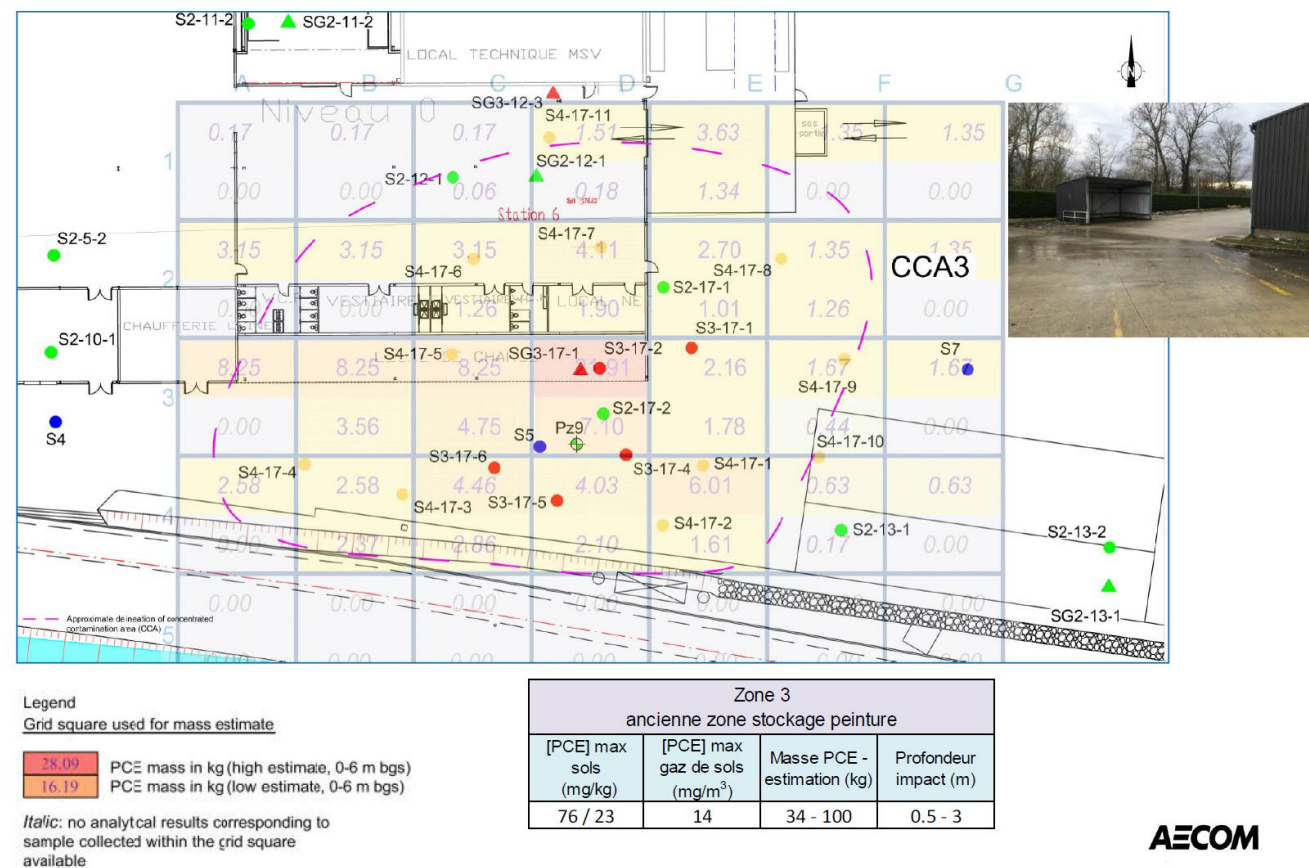 S2-11-2
SG2-11-2
LOCAL TECHNIQUE MSV
N
A B C D E F G
SG3-12-3
Niveau 0
S4-17-11
sas
sortie
0.17 0.17 0.17 1.51 3.63 1.35 1.35
1
S2-12-1
SG2-12-1
0.00 0.00 0.06 0.18 1.34 0.00 0.00
Station 6
S2-5-2
S4-17-7
3.15 3.15 3.15 4.11 2.70 1.35 1.35
S4-17-6
S4-17-8
CCA3
2
S2-17-1
VESTIAIRE
0.00 1.26 1.90 1.01 1.26
CHAUFFERIE
S3-17-1
S2-10-1
S4-17-5
SG3-17-1
S3-17-2
S7
8.25 8.25 8.25 2.16 1.67
S4-17-9
3
S2-17-2
S4
0.00 3.56 4.75 7.10 1.78 0.44 0.00
Pz9
S5
S4-17-10
S4-17-4
S3-17-6
S3-17-4
S4-17-1
2.58 2.58 4.46 4.03 6.01 0.63 0.63
S4-17-3
S3-17-5
4
S4-17-2
S2-13-1
S2-13-2
2.37 2.86 2.10 1.61 0.17 0.00
0.00 0.00 0.00 0.00 0.00 0.00 0.00
SG2-13-1
Approximate delineation of concentrated
contamination area (CCA)
5
Legend
Grid square used for mass estimate
28.09 PCE mass in kg (high estimate, 0-6 m bgs)
16.19 PCE mass in kg (low estimate, 0-6 m bgs)
Italic: no analytcal results corresponding to
sample collected within the grid square
available
Zone 3
ancienne zone stockage peinture
[PCE] max
sols
(mg/kg)
[PCE] max
gaz de sols
(mg/m³)
Masse PCE -
estimation (kg)
Profondeur
impact (m)
76 / 23 14 34 - 100 0.5 - 3
AECOM